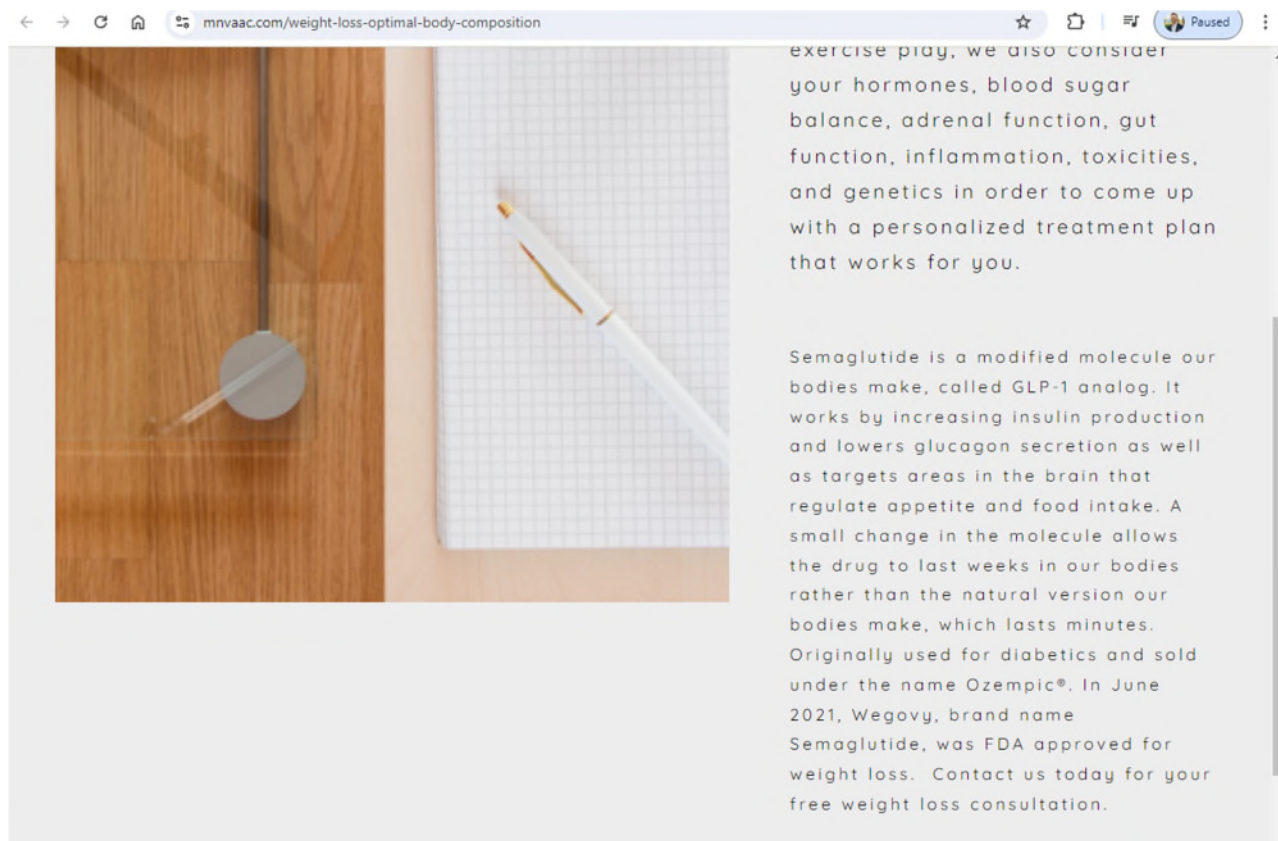 mnvaac.com/weight-loss-optimal-body-composition
Paused
exercise play, we also consider
your hormones, blood sugar
balance, adrenal function, gut
function, inflammation, toxicities,
and genetics in order to come up
with a personalized treatment plan
that works for you.
Semaglutide is a modified molecule our
bodies make, called GLP-1 analog. It
works by increasing insulin production
and lowers glucagon secretion as well
as targets areas in the brain that
regulate appetite and food intake. A
small change in the molecule allows
the drug to last weeks in our bodies
rather than the natural version our
bodies make, which lasts minutes.
Originally used for diabetics and sold
under the name Ozempic®. In June
2021, Wegovy, brand name
Semaglutide, was FDA approved for
weight loss.  Contact us today for your
free weight loss consultation.